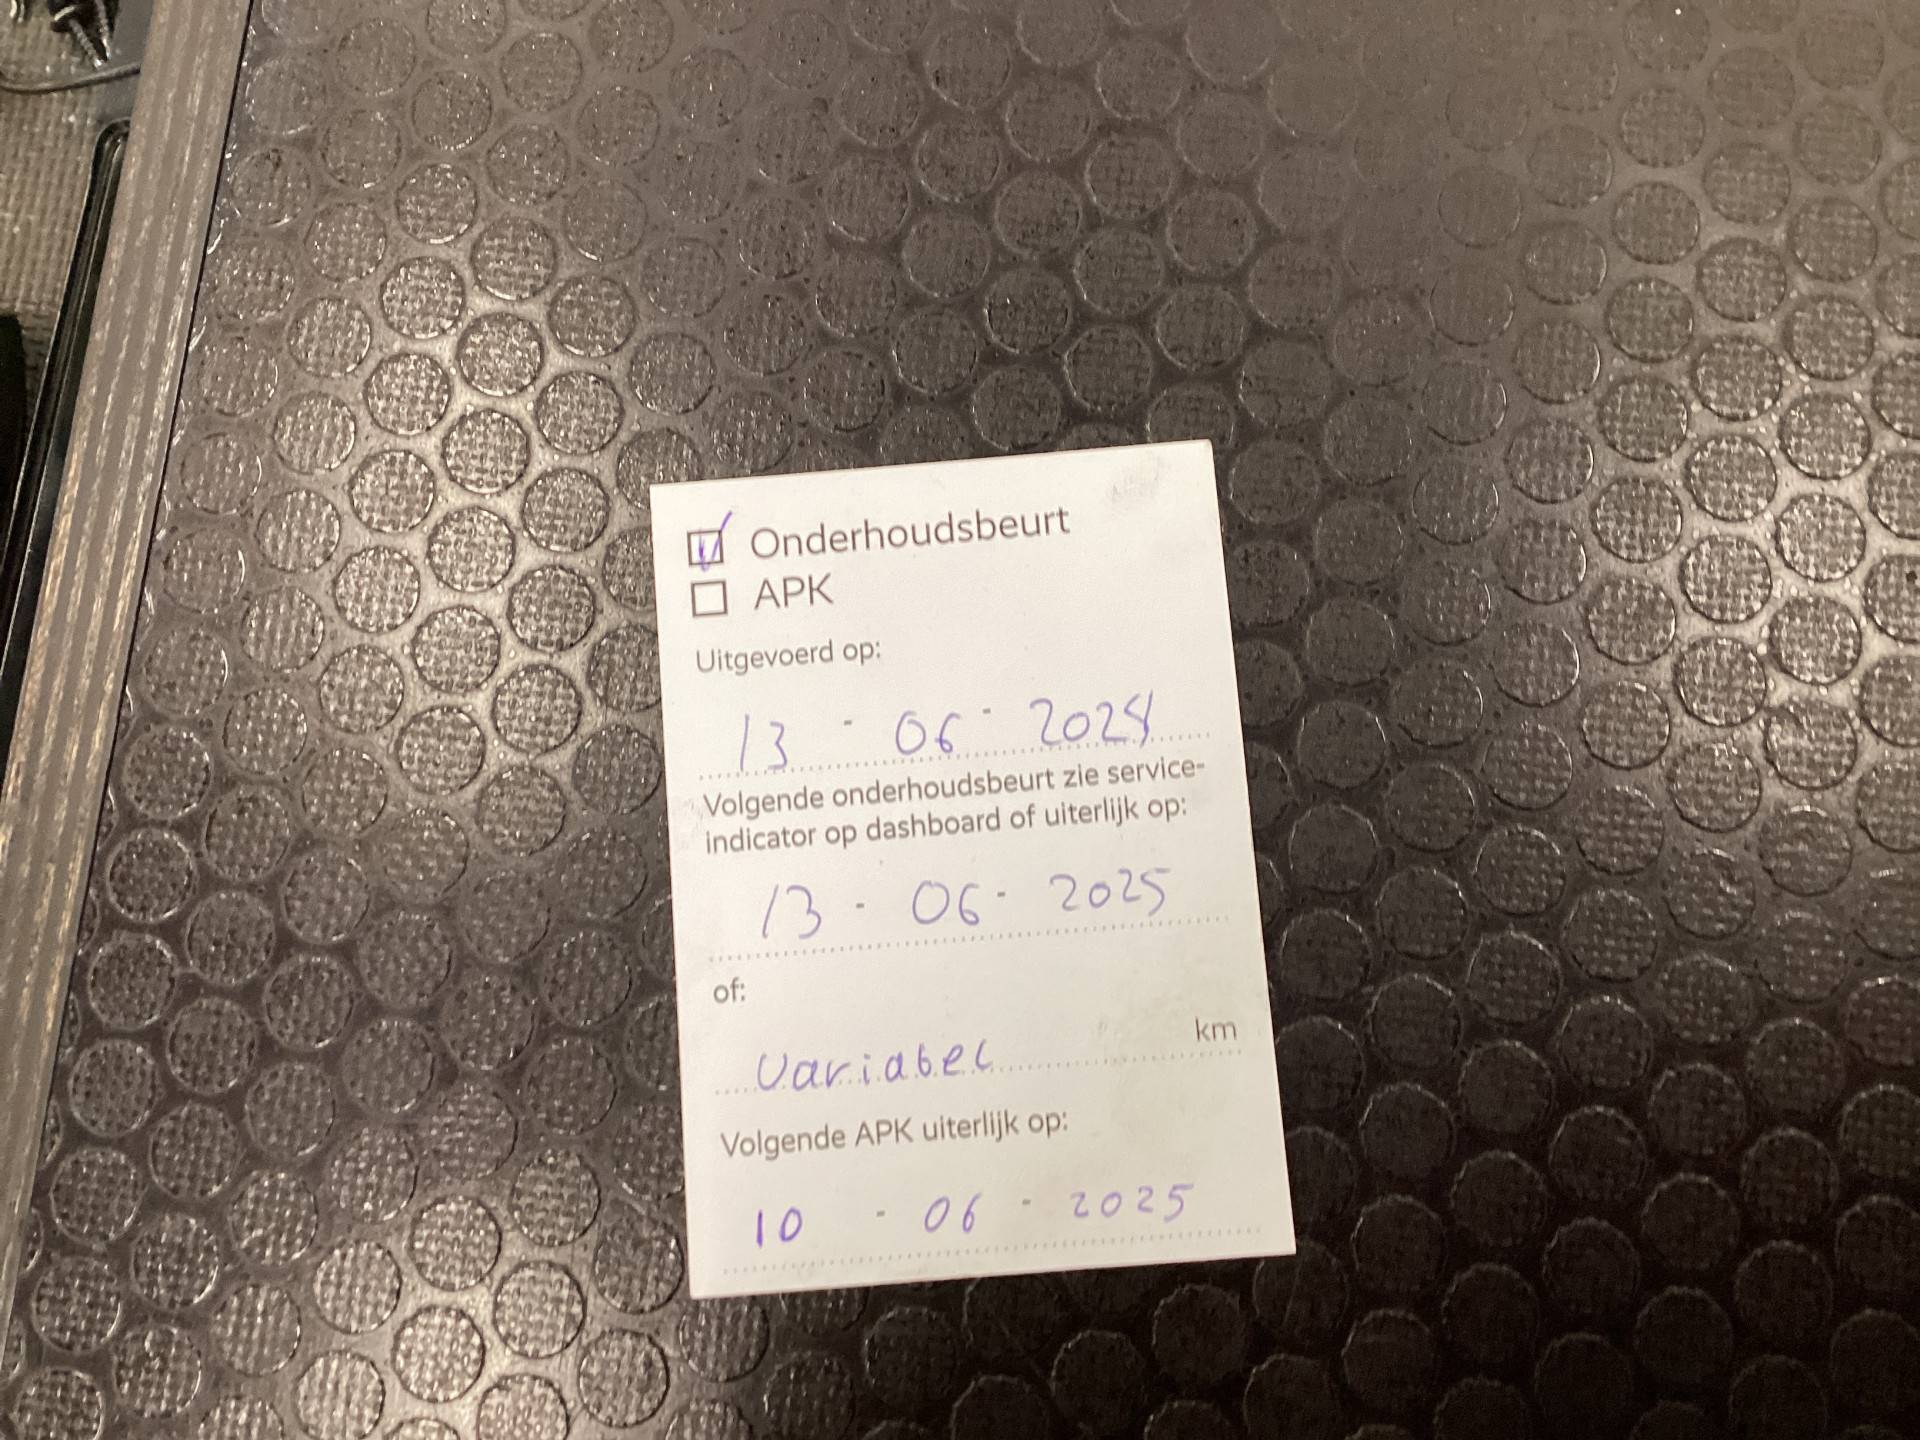 Onderhoudsbeurt
APK
Uitgevoerd op:
13 - 06 - 2024
Volgende onderhoudsbeurt zie service-
indicator op dashboard of uiterlijk op:
13 - 06 - 2025
of:
variabel km
Volgende APK uiterlijk op:
10 - 06 - 2025